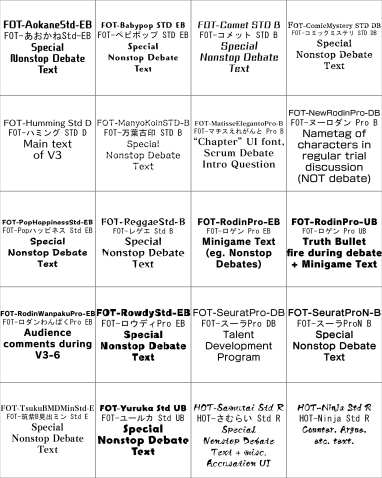 FOT-AokaneStd-EB
FOT-あおかねStd-EB
Special
Nonstop Debate
Text
FOT-Babypop STD EB
FOT-ベビポップ STD EB
Special
Nonstop Debate
Text
FOT-Comet STD B
FOT-コメット STD B
Special
Nonstop Debate
Text
FOT-ComicMystery STD DB
FOT-コミックミステリ STD DB
Special
Nonstop Debate
Text
FOT-Humming Std D
FOT-ハミング STD D
Main text
of V3
FOT-ManyoKoinSTD-B
FOT-万葉古印 STD B
Special
Nonstop Debate
Text
FOT-MatisseElegantoPro-B
FOT-マチスえれがんと Pro B
"Chapter" UI font,
Scrum Debate
Intro Question
FOT-NewRodinPro-DB
FOT-ニューロダン Pro B
Nametag of
characters in
regular trial
discussion
(NOT debate)
FOT-PopHappinessStd-EB
FOT-Popハッピネス Std EB
Special
Nonstop Debate
Text
FOT-ReggaeStd-B
FOT-レゲエ Std B
Special
Nonstop Debate
Text
FOT-RodinPro-EB
FOT-ロゲン Pro EB
Minigame Text
(eg. Nonstop
Debates)
FOT-RodinPro-UB
FOT-ロゲン Pro UB
Truth Bullet
fire during debate
+ Minigame Text
FOT-RodinWanpakuPro-EB
FOT-ロダンわんぱくPro EB
Audience
comments during
V3-6
FOT-RowdyStd-EB
FOT-ロウディPro EB
Special
Nonstop Debate
Text
FOT-SeuratPro-DB
FOT-スーラPro DB
Talent
Development
Program
FOT-SeuratProN-B
FOT-スーラProN B
Special
Nonstop Debate
Text
FOT-TsukuBMDMinStd-E
FOT-筑紫B見出ミン Std E
Special
Nonstop Debate
Text
FOT-Yuruka Std UB
FOT-ユールカ Std UB
Special
Nonstop Debate
Text
HOT-Samurai Std R
HOT-さむらい Std R
Special
Nonstop Debate
Text + misc.
Accusation UI
HOT-Ninja Std R
HOT-Ninja Std R
Counter, Argue,
etc. text.